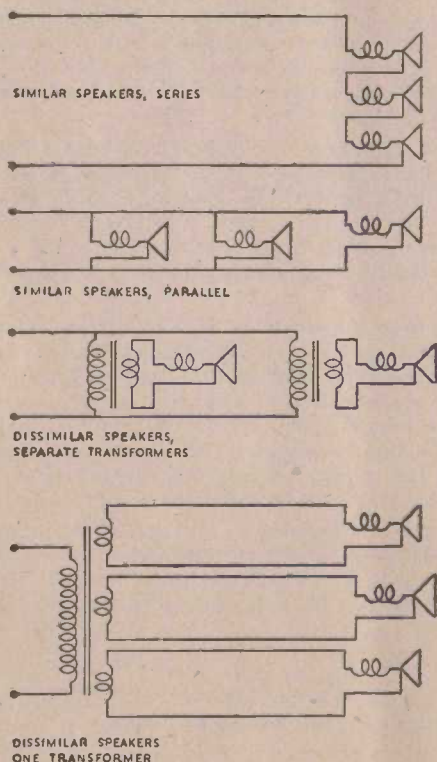 SIMILAR SPEAKERS, SERIES
SIMILAR SPEAKERS, PARALLEL
DISSIMILAR SPEAKERS,
SEPARATE TRANSFORMERS
DISSIMILAR SPEAKERS
ONE TRANSFORMER